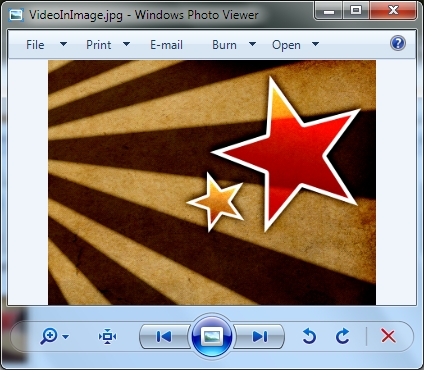 VideoInImage.jpg - Windows Photo Viewer
File Print E-mail Burn Open ?